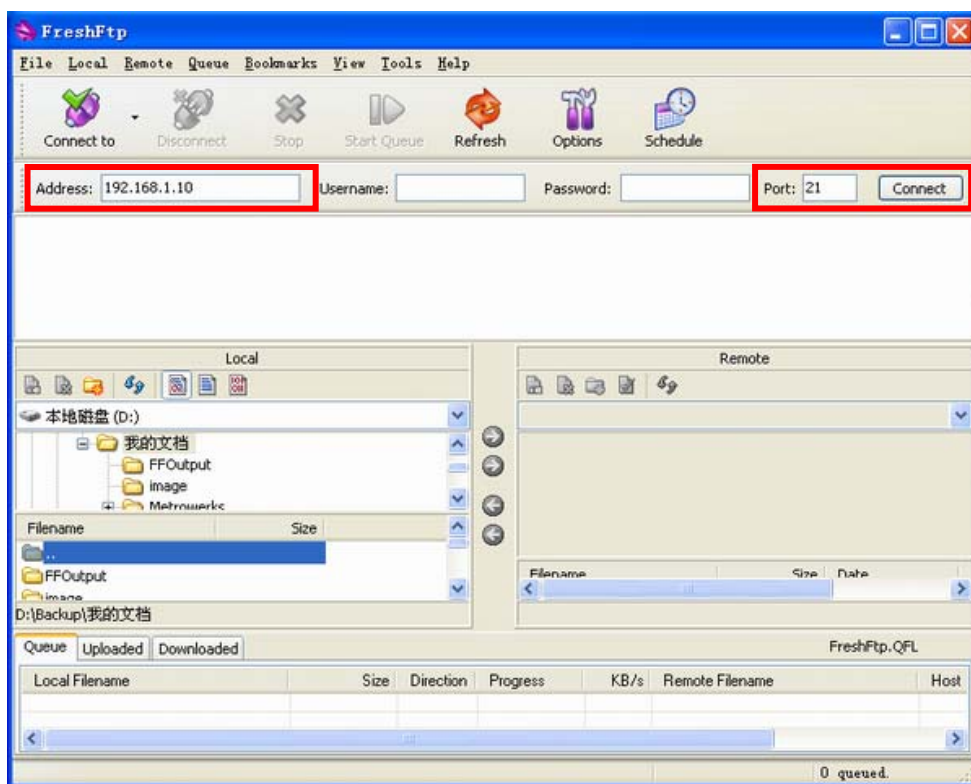 FreshFtp
File Local Remote Queue Bookmarks View Tools Help
Connect to Disconnect Stop Start Queue Refresh Options Schedule
Address: 192.168.1.10 Username: Password: Port: 21 Connect
Local Remote
本地磁盘 (D:)
我的文档
FFOutput
image
Metrowerks
Filename Size
..
FFOutput
image
Filename Size Date
D:\Backup\我的文档
Queue Uploaded Downloaded FreshFtp.QFL
Local Filename Size Direction Progress KB/s Remote Filename Host
0 queued.